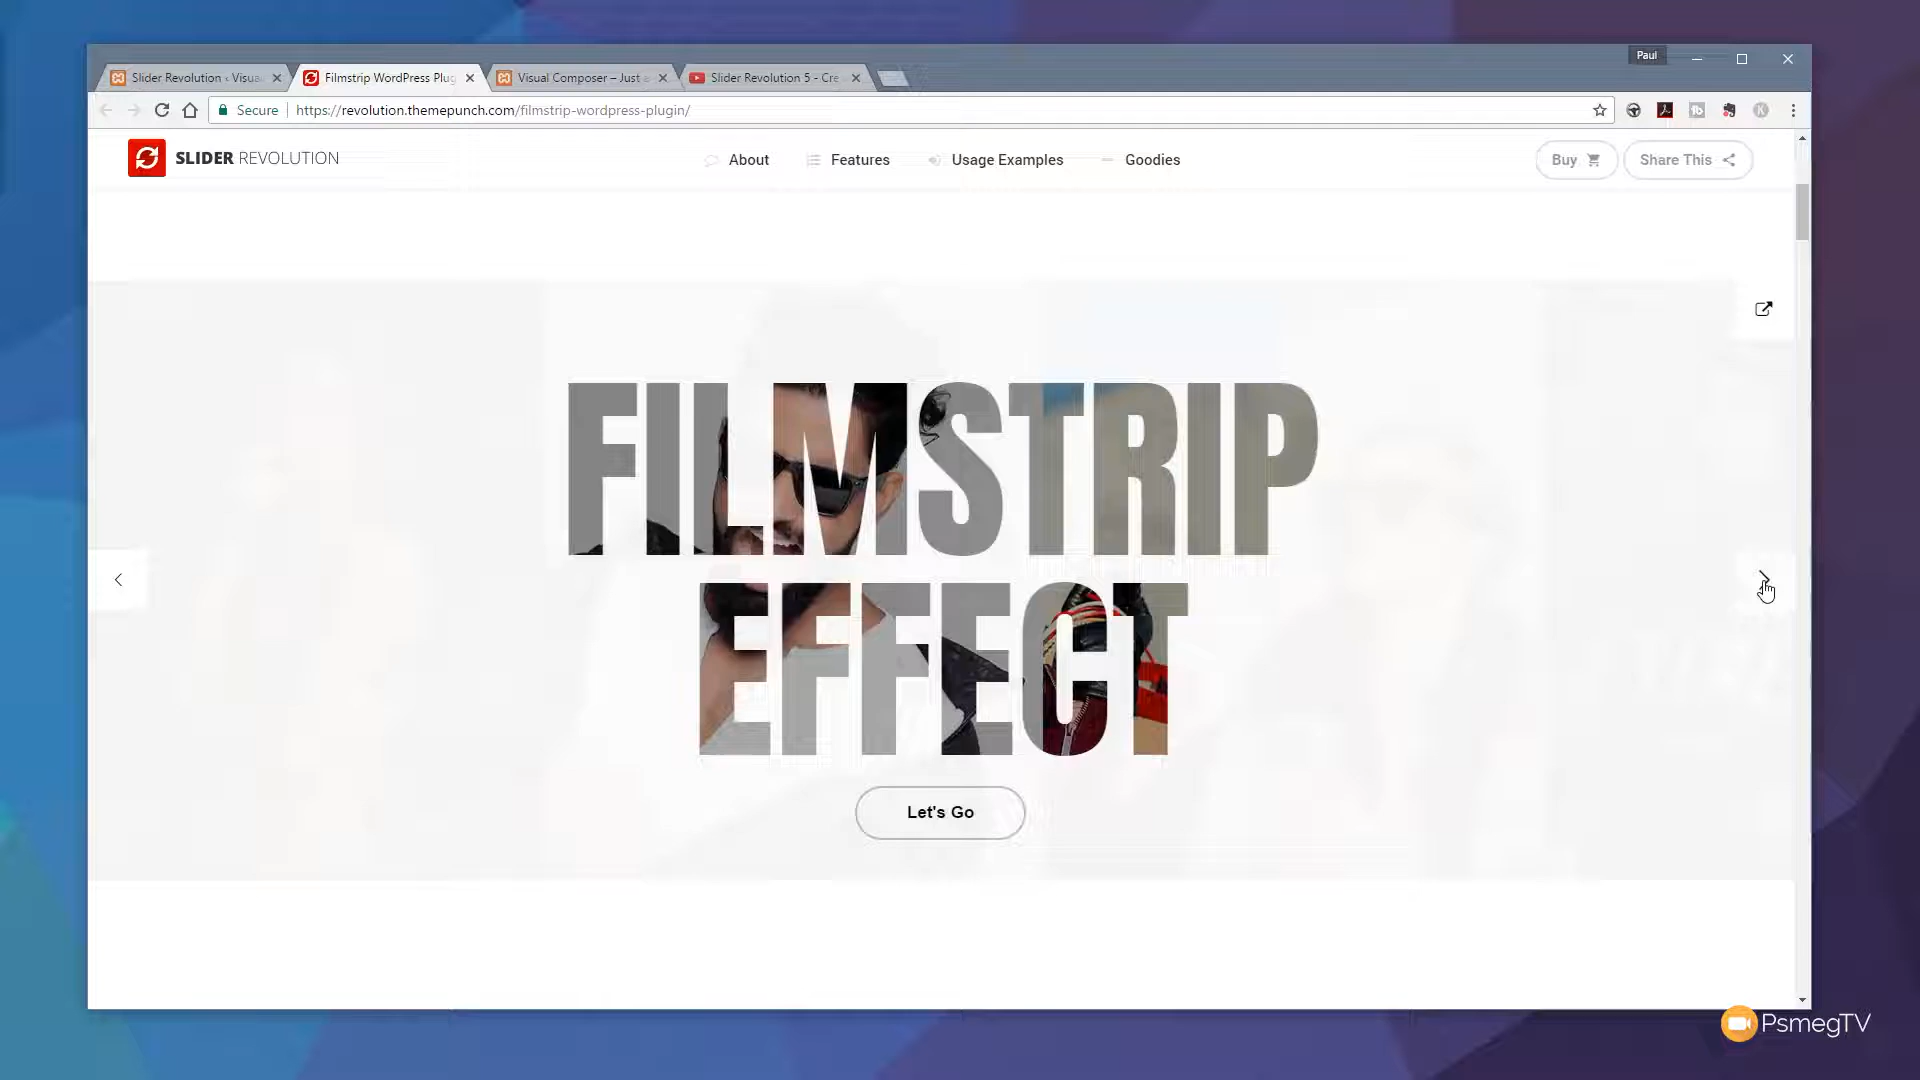 Paul
Slider Revolution ‹ Visua
Filmstrip WordPress Plug
Visual Composer – Just a
Slider Revolution 5 - Cre
Secure
https://revolution.themepunch.com/filmstrip-wordpress-plugin/
SLIDER REVOLUTION
About
Features
Usage Examples
Goodies
Buy
Share This
FILMSTRIP
EFFECT
Let's Go
PsmegTV